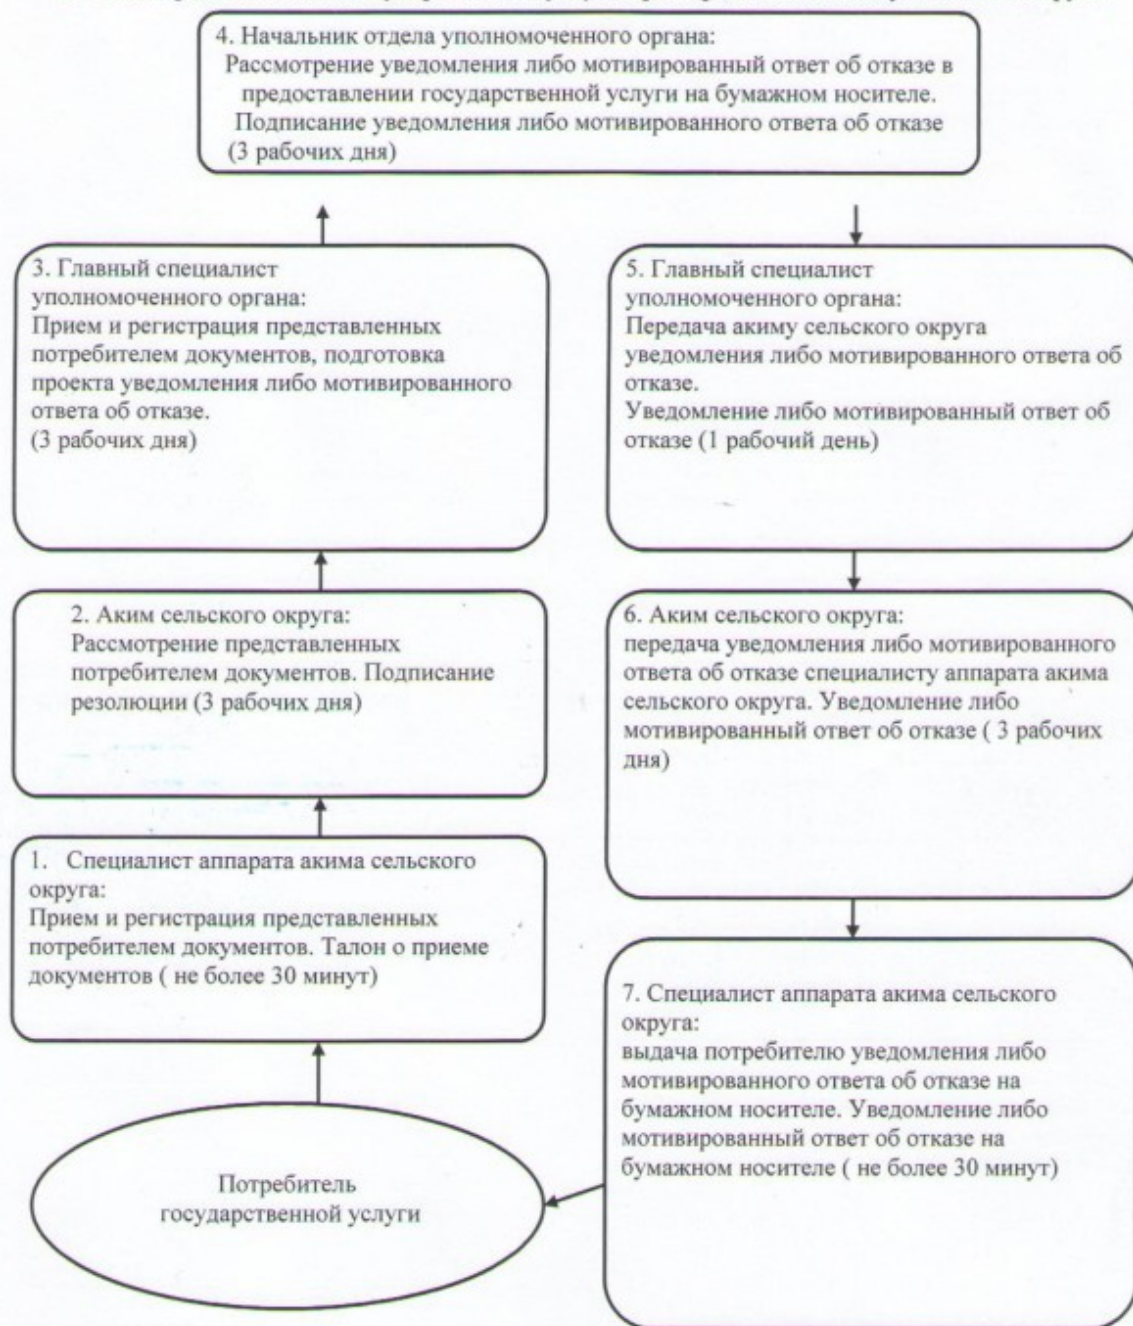 4. Начальник отдела уполномоченного органа:
Рассмотрение уведомления либо мотивированный ответ об отказе в
предоставлении государственной услуги на бумажном носителе.
Подписание уведомления либо мотивированного ответа об отказе
(3 рабочих дня)
3. Главный специалист
уполномоченного органа:
Прием и регистрация представленных
потребителем документов, подготовка
проекта уведомления либо мотивированного
ответа об отказе.
(3 рабочих дня)
5. Главный специалист
уполномоченного органа:
Передача акиму сельского округа
уведомления либо мотивированного ответа об
отказе.
Уведомление либо мотивированный ответ об
отказе (1 рабочий день)
2. Аким сельского округа:
Рассмотрение представленных
потребителем документов. Подписание
резолюции (3 рабочих дня)
6. Аким сельского округа:
передача уведомления либо мотивированного
ответа об отказе специалисту аппарата акима
сельского округа. Уведомление либо
мотивированный ответ об отказе ( 3 рабочих
дня)
1. Специалист аппарата акима сельского
округа:
Прием и регистрация представленных
потребителем документов. Талон о приеме
документов ( не более 30 минут)
7. Специалист аппарата акима сельского
округа:
выдача потребителю уведомления либо
мотивированного ответа об отказе на
бумажном носителе. Уведомление либо
мотивированный ответ об отказе на
бумажном носителе ( не более 30 минут)
Потребитель
государственной услуги